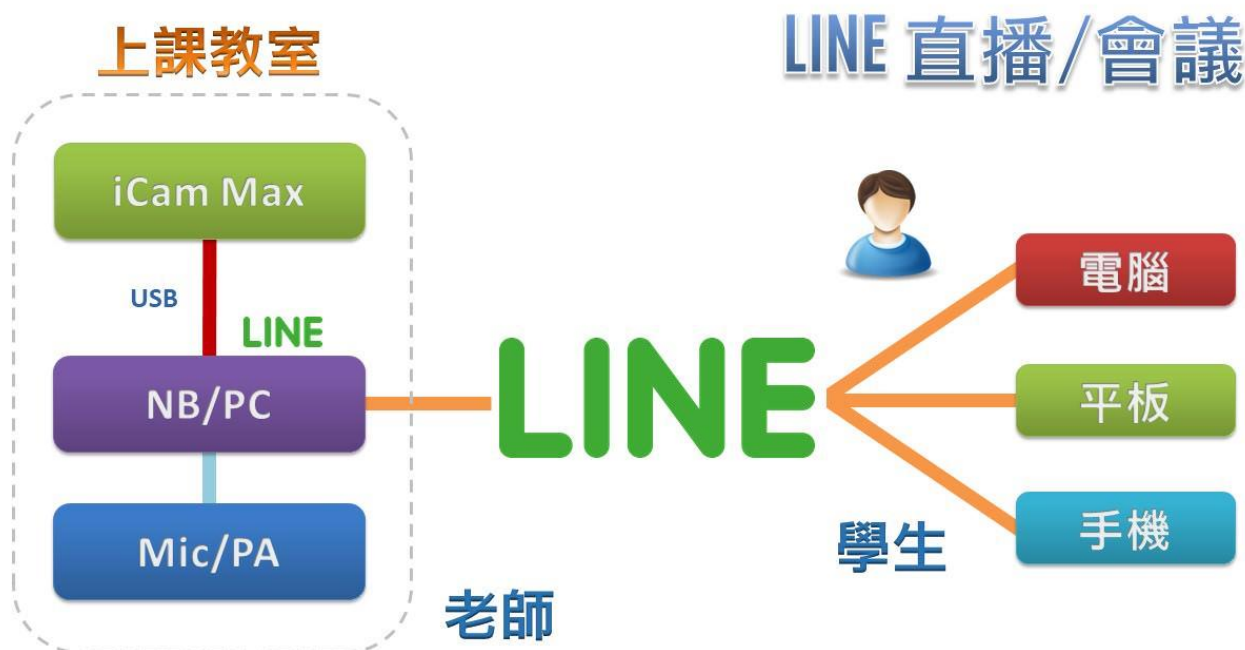 上課教室
LINE 直播/會議
iCam Max
USB
LINE
NB/PC
Mic/PA
老師
LINE
學生
電腦
平板
手機